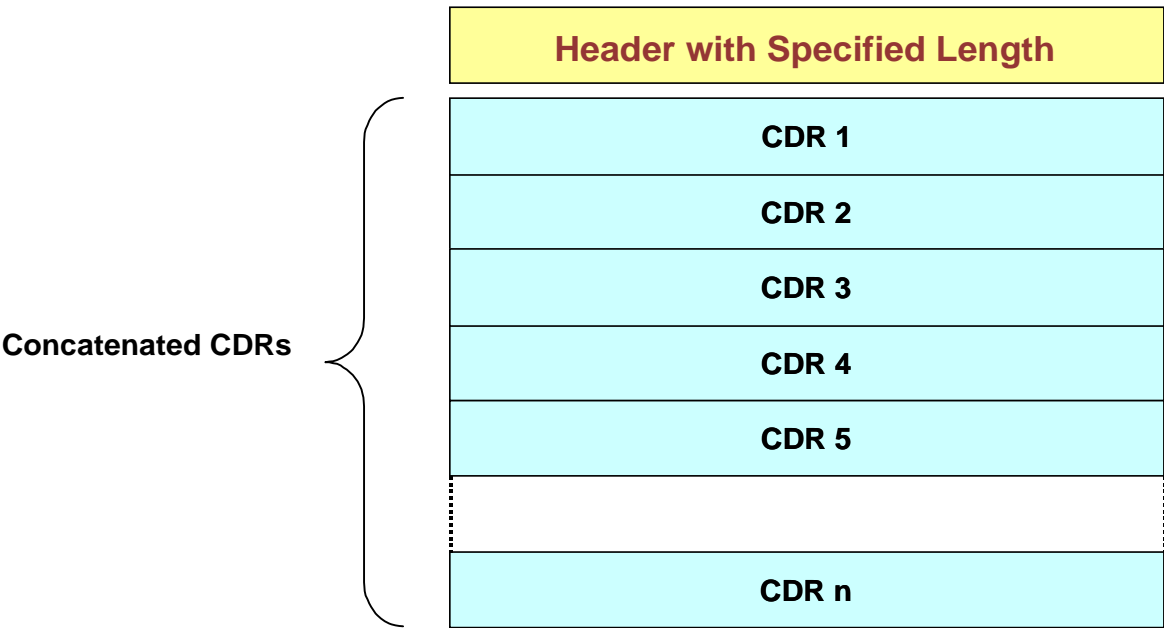 Header with Specified Length
CDR 1
CDR 2
CDR 3
Concatenated CDRs
CDR 4
CDR 5
CDR n